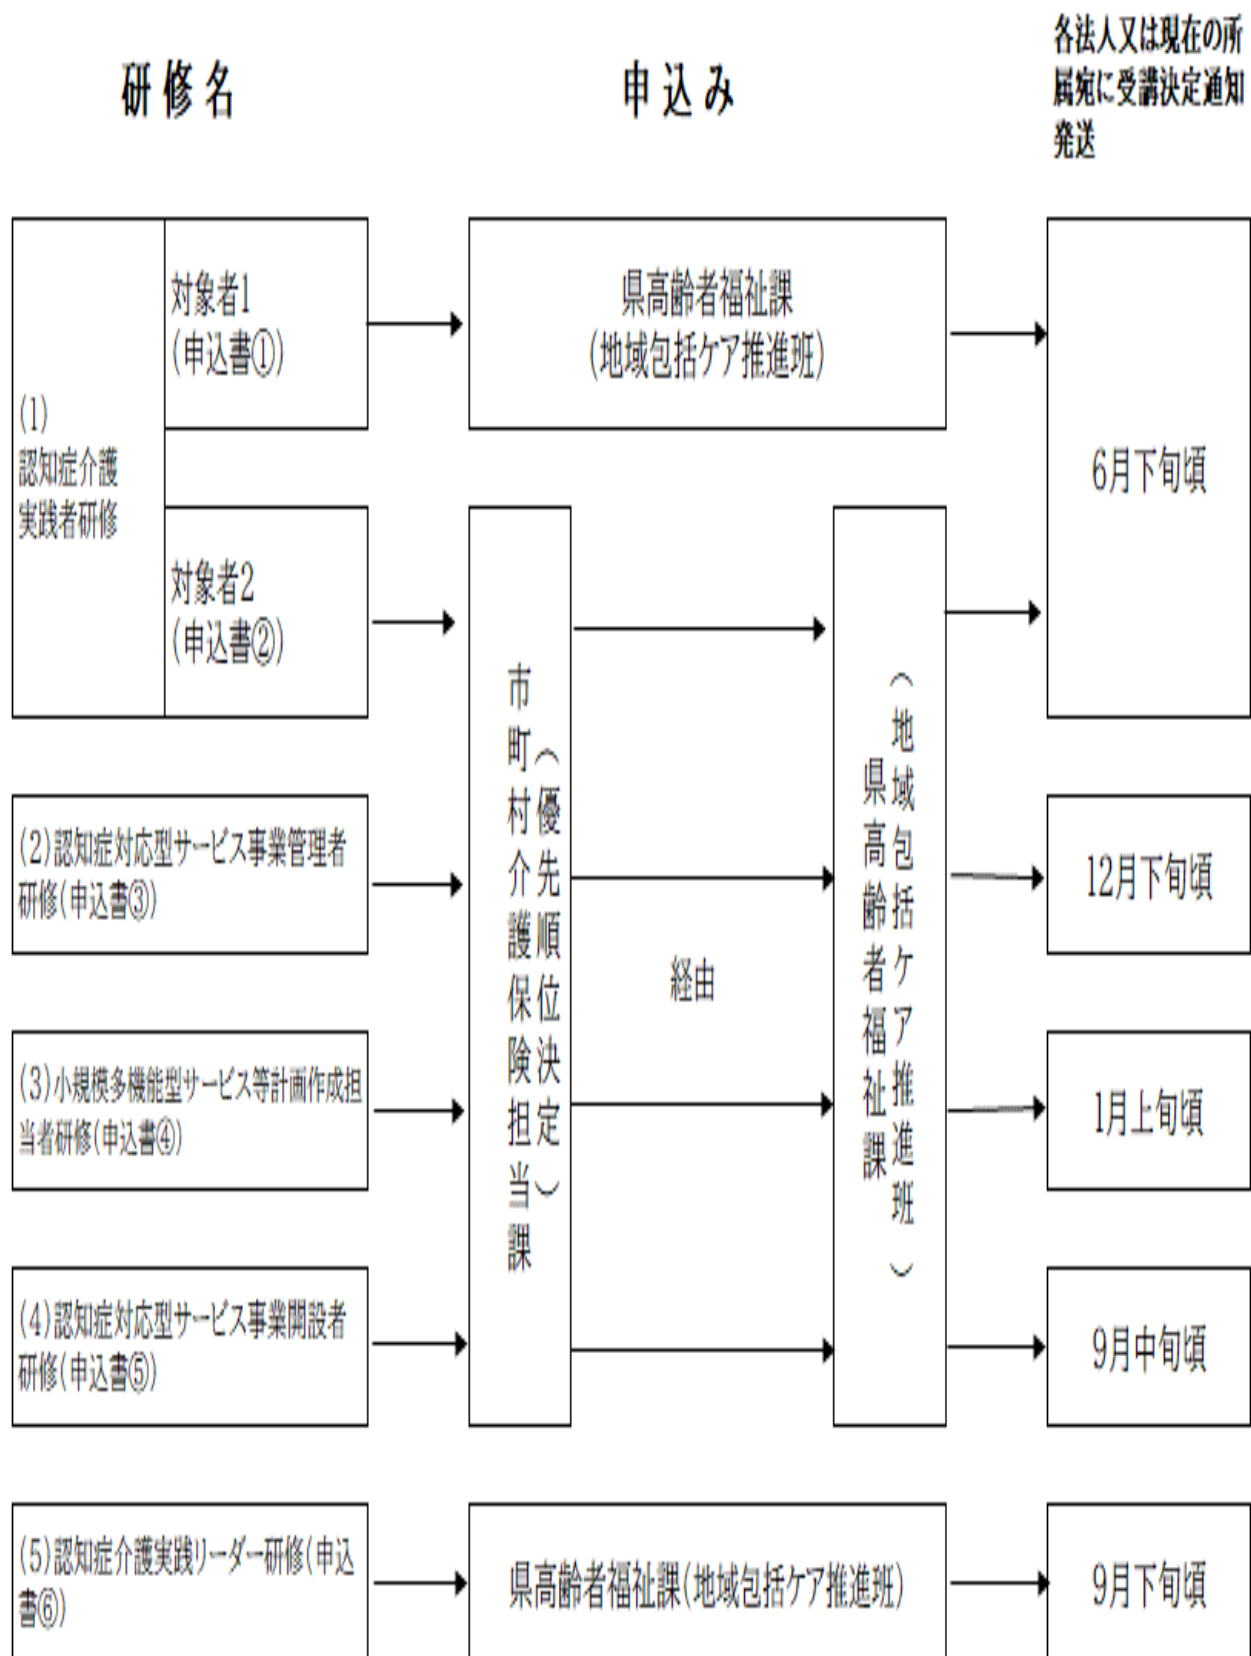 研修名
申込み
各法人又は現在の所
属宛に受講決定通知
発送
(1)
認知症介護
実践者研修
対象者1
(申込書①)
県高齢者福祉課
(地域包括ケア推進班)
6月下旬頃
対象者2
(申込書②)
市町村介護保険担当課
(優先順位決定)
経由
県高齢者福祉課
(地域包括ケア推進班)
(2)認知症対応型サービス事業管理者
研修(申込書③)
12月下旬頃
(3)小規模多機能型サービス等計画作成担
当者研修(申込書④)
1月上旬頃
(4)認知症対応型サービス事業開設者
研修(申込書⑤)
9月中旬頃
(5)認知症介護実践リーダー研修(申込
書⑥)
県高齢者福祉課(地域包括ケア推進班)
9月下旬頃